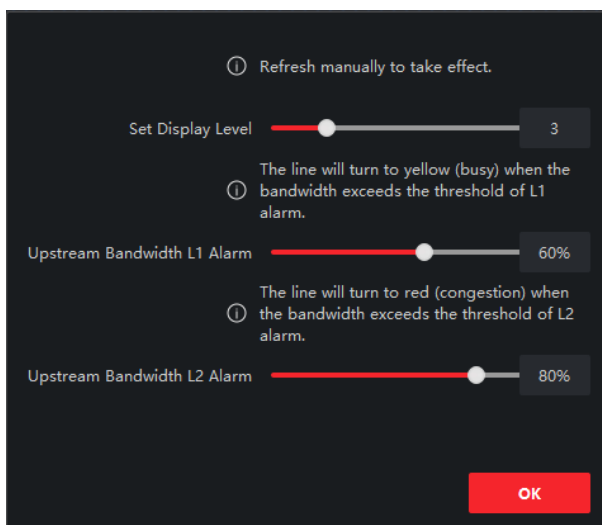 Refresh manually to take effect.
Set Display Level
3
The line will turn to yellow (busy) when the
bandwidth exceeds the threshold of L1
alarm.
Upstream Bandwidth L1 Alarm
60%
The line will turn to red (congestion) when
the bandwidth exceeds the threshold of L2
alarm.
Upstream Bandwidth L2 Alarm
80%
OK